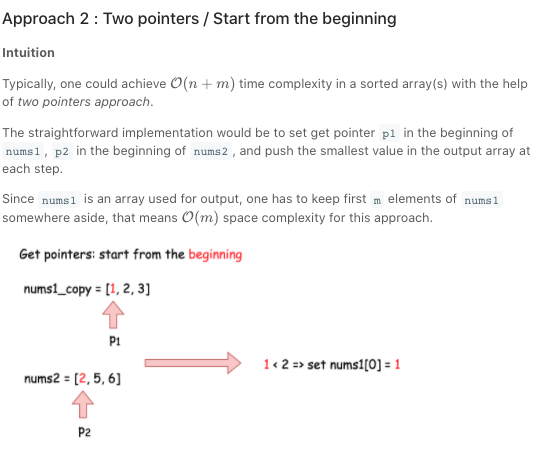 Approach 2 : Two pointers / Start from the beginning
Intuition
Typically, one could achieve O(n + m) time complexity in a sorted array(s) with the help
of two pointers approach.
The straightforward implementation would be to set get pointer p1 in the beginning of
nums1 , p2 in the beginning of nums2 , and push the smallest value in the output array at
each step.
Since nums1 is an array used for output, one has to keep first m elements of nums1
somewhere aside, that means O(m) space complexity for this approach.
Get pointers: start from the beginning
nums1_copy = [1, 2, 3]
P1
1 < 2 => set nums1[0] = 1
nums2 = [2, 5, 6]
P2